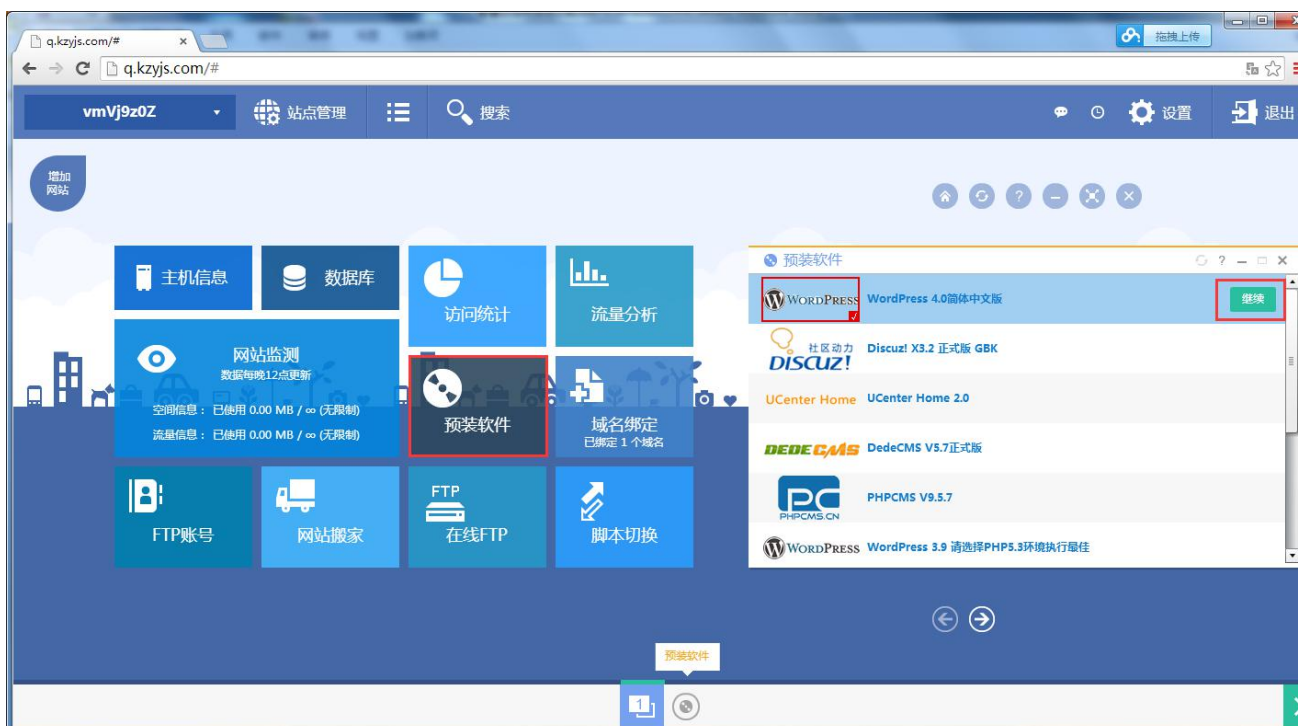 q.kzyjs.com/#
拖拽上传
q.kzyjs.com/#
vmVj9z0Z
站点管理
搜索
设置
退出
增加
网站
主机信息
数据库
访问统计
流量分析
网站监测
数据每晚12点更新
空间信息： 已使用 0.00 MB / ∞ (无限制)
流量信息： 已使用 0.00 MB / ∞ (无限制)
预装软件
域名绑定
已绑定 1 个域名
FTP账号
网站搬家
FTP
在线FTP
脚本切换
预装软件
WORDPRESS
WordPress 4.0简体中文版
继续
社区动力
DISCUZ!
Discuz! X3.2 正式版 GBK
UCenter Home
UCenter Home 2.0
DEDECMS
DedeCMS V5.7正式版
PC
PHPCMS.CN
PHPCMS V9.5.7
WORDPRESS
WordPress 3.9 请选择PHP5.3环境执行最佳
预装软件
1